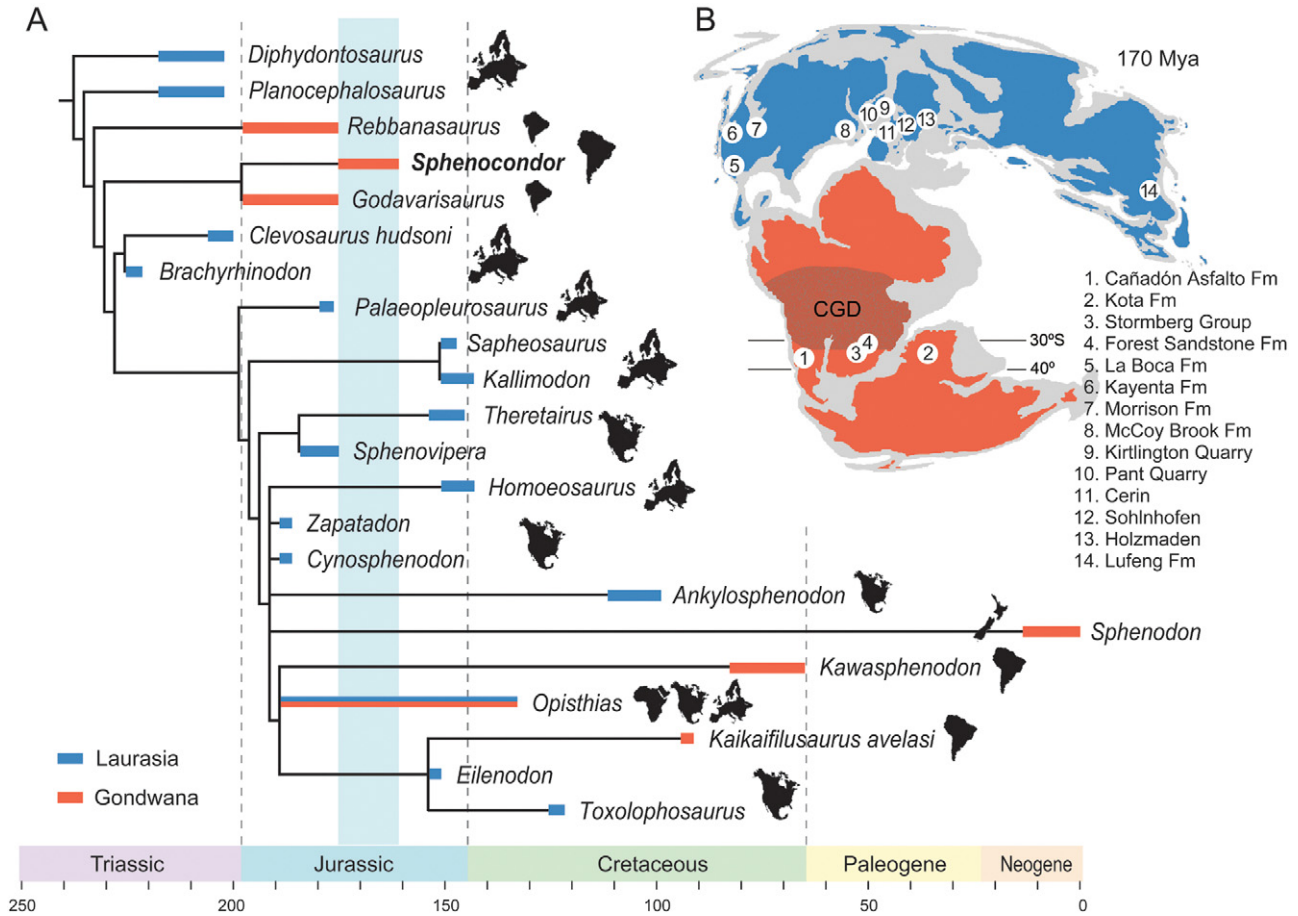 A
Diphydontosaurus
Planocephalosaurus
Rebbanasaurus
Sphenocondor
Godavarisaurus
Clevosaurus hudsoni
Brachyrhinodon
Palaeopleurosaurus
Sapheosaurus
Kallimodon
Theretairus
Sphenovipera
Homoeosaurus
Zapatadon
Cynosphenodon
Ankylosphenodon
Sphenodon
Kawasphenodon
Opisthias
Kaikaifilusaurus avelasi
Eilenodon
Toxolophosaurus
Laurasia
Gondwana
Triassic Jurassic Cretaceous Paleogene Neogene
250 200 150 100 50 0
B
170 Mya
6 7 8 10 9 11 12 13
5
14
CGD
1 3 4 2
30ºS
40º
1. Cañadón Asfalto Fm
2. Kota Fm
3. Stormberg Group
4. Forest Sandstone Fm
5. La Boca Fm
6. Kayenta Fm
7. Morrison Fm
8. McCoy Brook Fm
9. Kirtlington Quarry
10. Pant Quarry
11. Cerin
12. Sohlnhofen
13. Holzmaden
14. Lufeng Fm